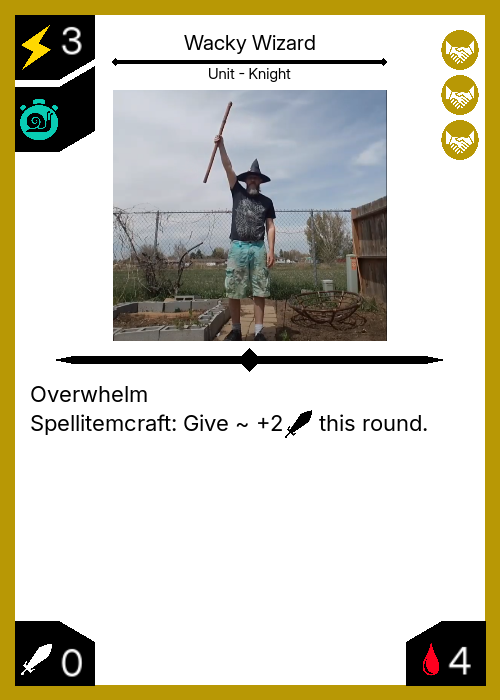 3
Wacky Wizard
Unit - Knight
Overwhelm
Spellitemcraft: Give ~ +2 this round.
0
4